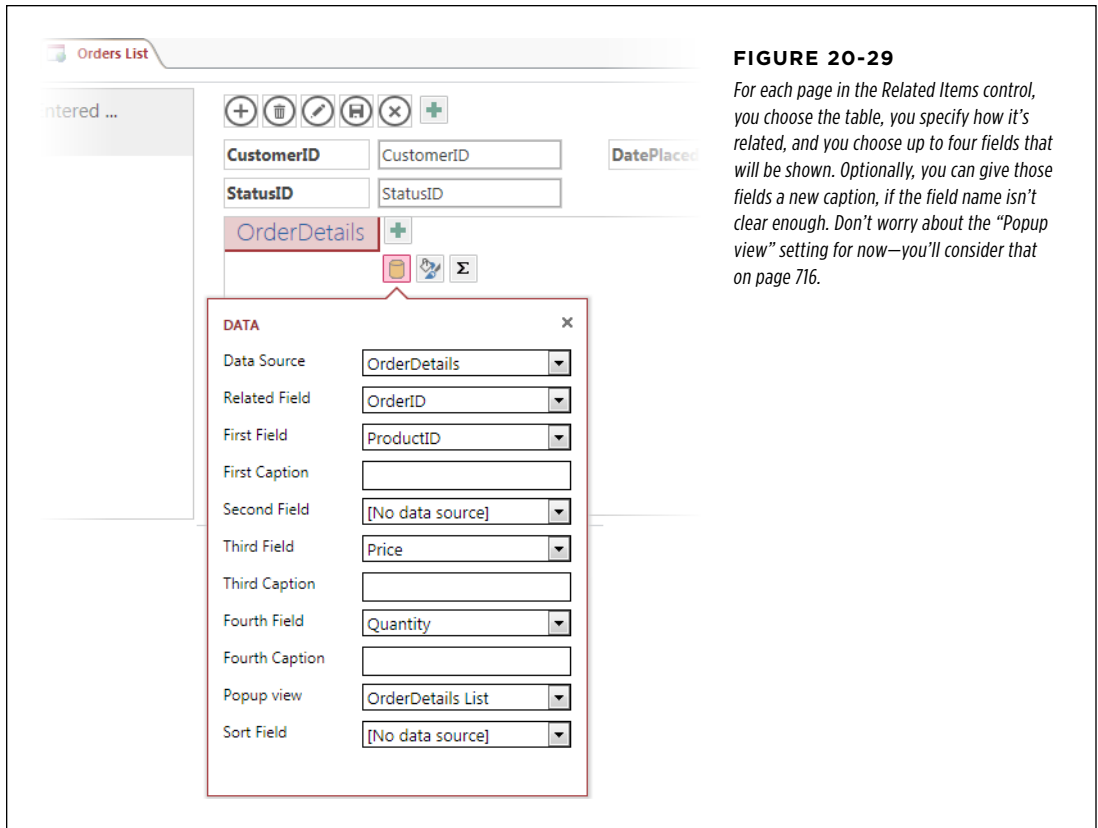 Orders List
ntered ...
CustomerID CustomerID DatePlaced
StatusID StatusID
OrderDetails
Σ
DATA
Data Source OrderDetails
Related Field OrderID
First Field ProductID
First Caption
Second Field [No data source]
Third Field Price
Third Caption
Fourth Field Quantity
Fourth Caption
Popup view OrderDetails List
Sort Field [No data source]
FIGURE 20-29
For each page in the Related Items control,
you choose the table, you specify how it's
related, and you choose up to four fields that
will be shown. Optionally, you can give those
fields a new caption, if the field name isn't
clear enough. Don't worry about the “Popup
view” setting for now—you'll consider that
on page 716.